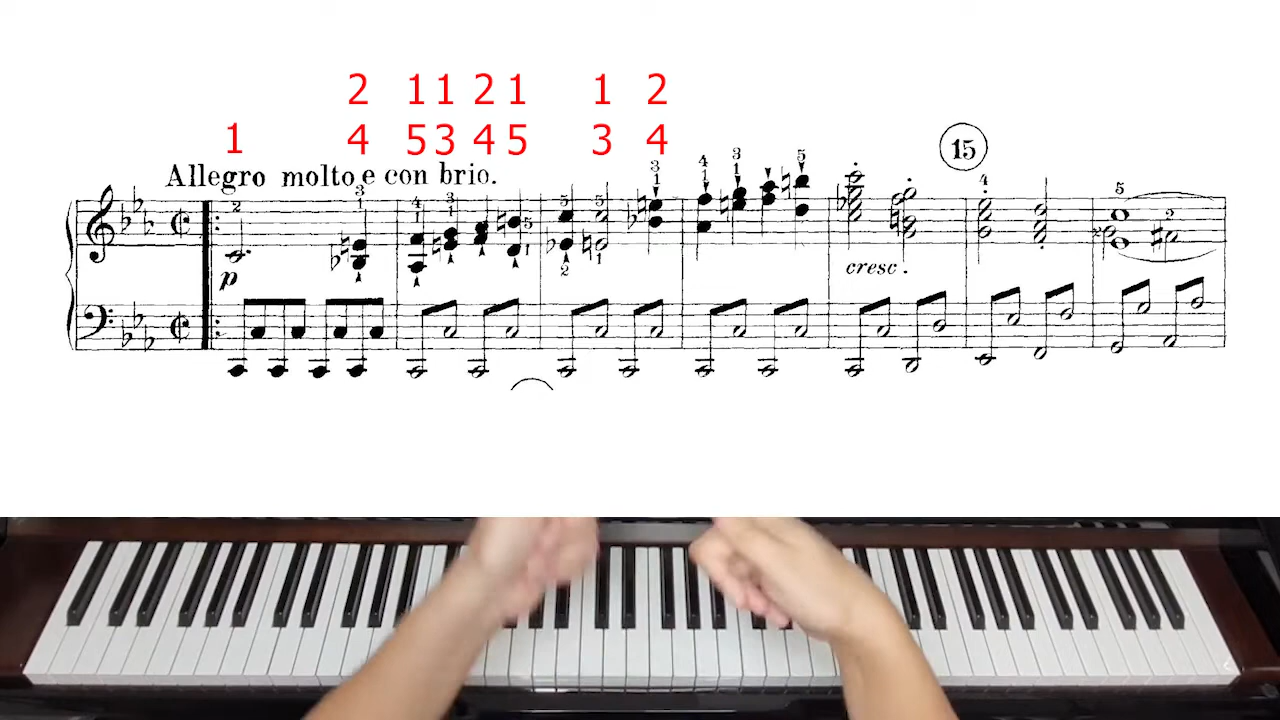 2 1 1 2 1 1 2
1 4 5 3 4 5 3 4
Allegro molto e con brio.
15
p
cresc.